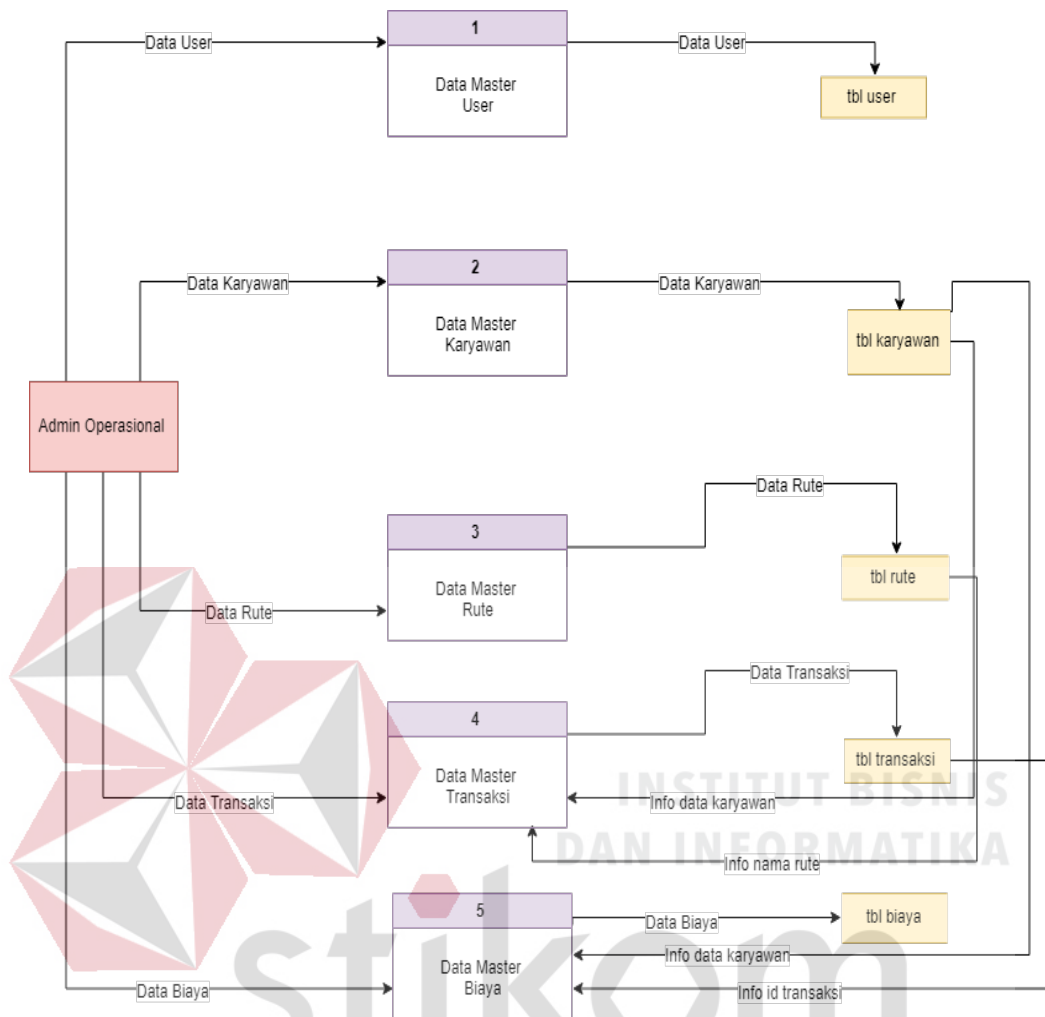 1
Data User
Data User
Data Master
User
tbl user
2
Data Karyawan
Data Karyawan
Data Master
Karyawan
tbl karyawan
Admin Operasional
Data Rute
3
Data Master
Rute
tbl rute
Data Rute
Data Transaksi
4
Data Master
Transaksi
tbl transaksi
INSTITUT BISNIS
Data Transaksi
Info data karyawan
DAN INFORMATIKA
Info nama rute
5
tbl biaya
Data Biaya
stikom
Info data karyawan
Data Master
Biaya
Data Biaya
Info id transaksi